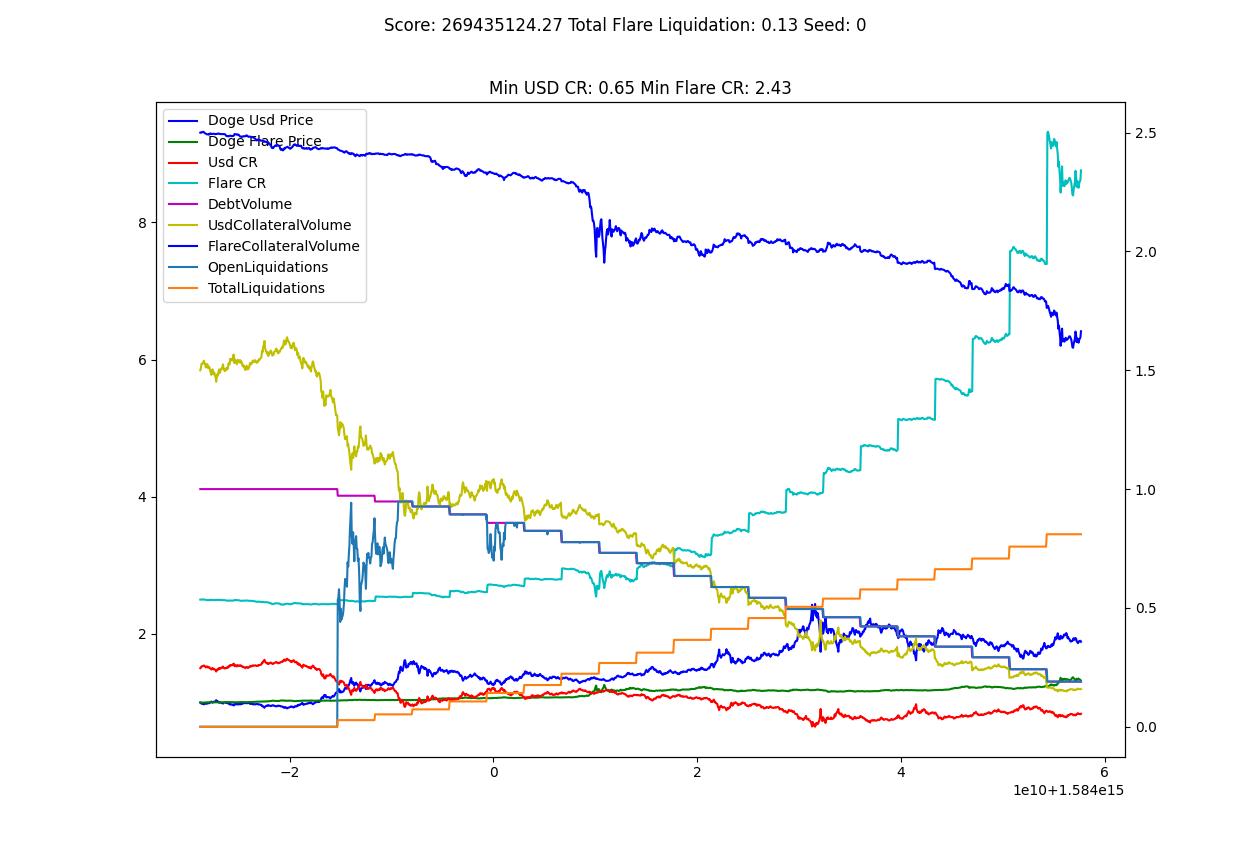 Score: 269435124.27 Total Flare Liquidation: 0.13 Seed: 0
Min USD CR: 0.65 Min Flare CR: 2.43
Doge Usd Price
Doge Flare Price
Usd CR
Flare CR
DebtVolume
UsdCollateralVolume
FlareCollateralVolume
OpenLiquidations
TotalLiquidations
8
6
4
2
2.5
2.0
1.5
1.0
0.5
0.0
−2 0 2 4 6
1e10+1.584e15